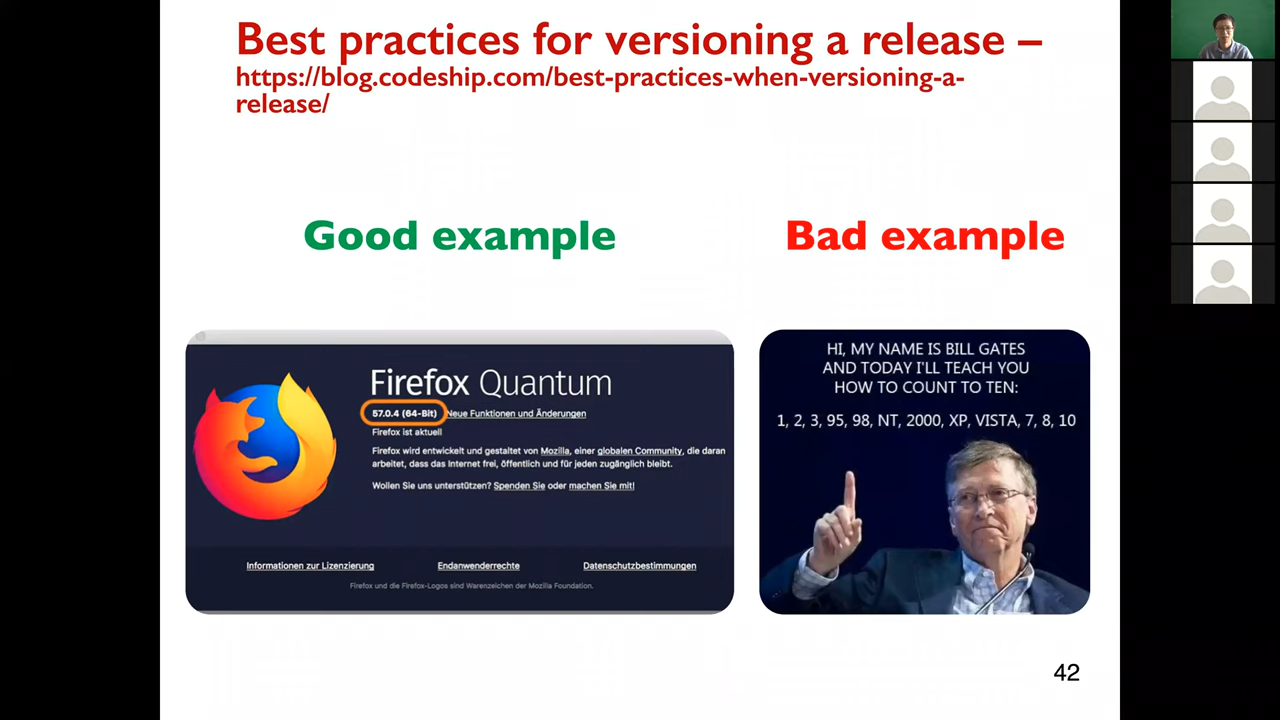 Best practices for versioning a release –
https://blog.codeship.com/best-practices-when-versioning-a-
release/
Good example
Bad example
Firefox Quantum
57.0.4 (64-Bit) Neue Funktionen und Änderungen
Firefox ist aktuell
Firefox wird entwickelt und gestaltet von Mozilla, einer globalen Community, die daran
arbeitet, dass das Internet frei, öffentlich und für jeden zugänglich bleibt.
Wollen Sie uns unterstützen? Spenden Sie oder machen Sie mit!
Informationen zur Lizenzierung
Endanwenderrechte
Datenschutzbestimmungen
Firefox und die Firefox-Logos sind Warenzeichen der Mozilla Foundation.
HI, MY NAME IS BILL GATES
AND TODAY I'LL TEACH YOU
HOW TO COUNT TO TEN:
1, 2, 3, 95, 98, NT, 2000, XP, VISTA, 7, 8, 10
42